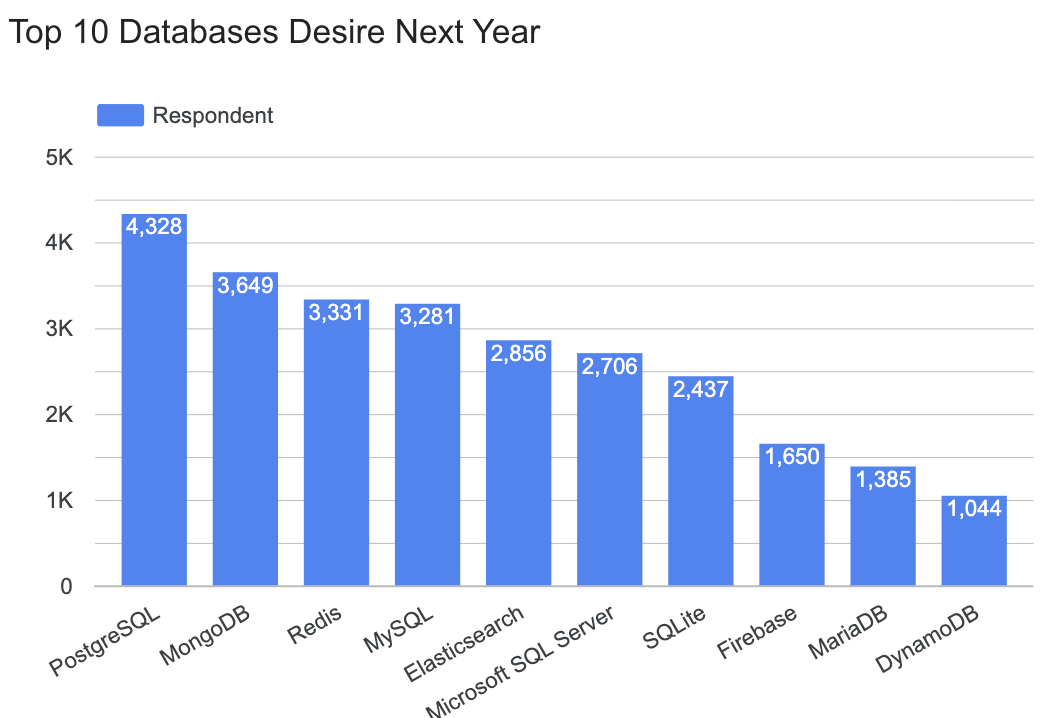 Top 10 Databases Desire Next Year
Respondent
5K
4K
3K
2K
1K
0
4,328
3,649
3,331
3,281
2,856
2,706
2,437
1,650
1,385
1,044
PostgreSQL
MongoDB
Redis
MySQL
Elasticsearch
Microsoft SQL Server
SQLite
Firebase
MariaDB
DynamoDB